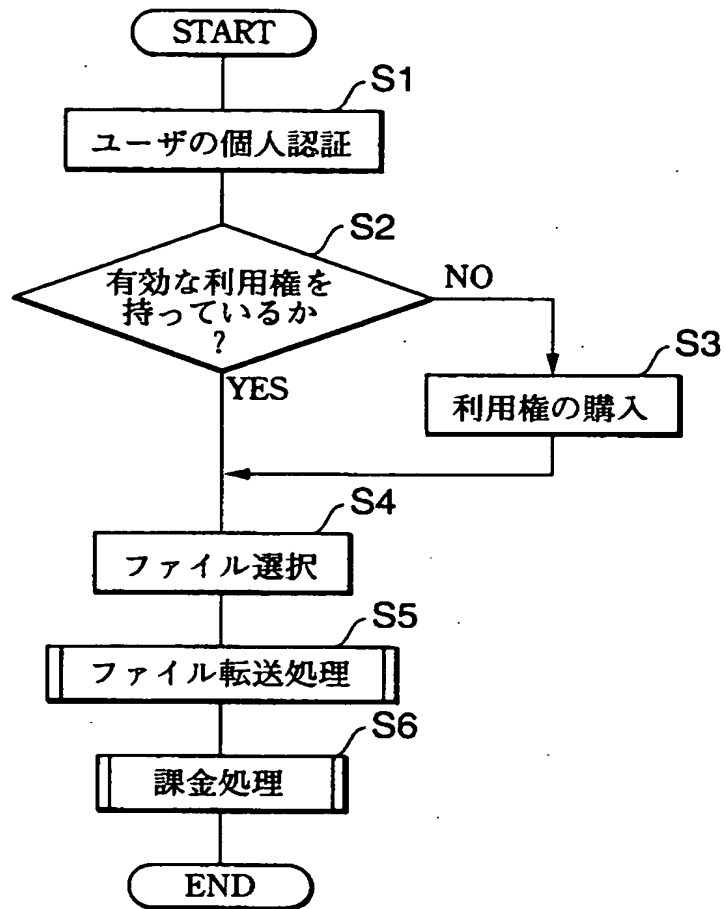 START
S1
ユーザの個人認証
S2
有効な利用権を
持っているか
?
NO
YES
S3
利用権の購入
S4
ファイル選択
S5
ファイル転送処理
S6
課金処理
END